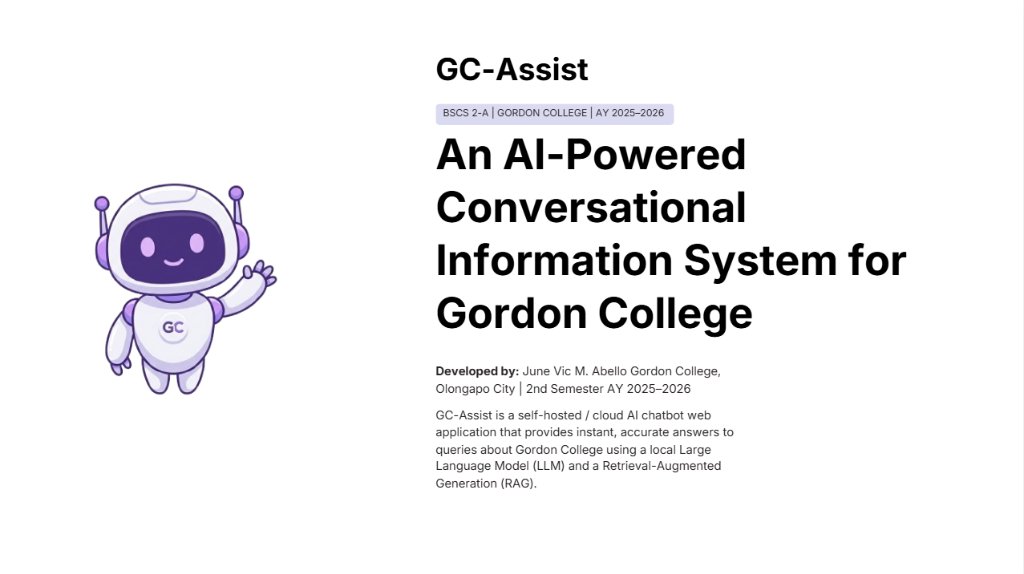 GC-Assist
BSCS 2-A | GORDON COLLEGE | AY 2025–2026
An AI-Powered
Conversational
Information System for
Gordon College
GC
Developed by: June Vic M. Abello Gordon College,
Olongapo City | 2nd Semester AY 2025–2026
GC-Assist is a self-hosted / cloud AI chatbot web
application that provides instant, accurate answers to
queries about Gordon College using a local Large
Language Model (LLM) and a Retrieval-Augmented
Generation (RAG).